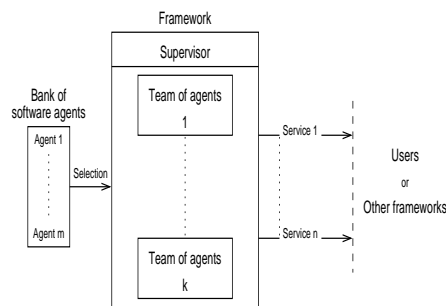 Framework
Supervisor
Bank of
software agents
Agent 1
Agent m
Selection
Team of agents
1
Team of agents
k
Service 1
Service n
Users
or
Other frameworks